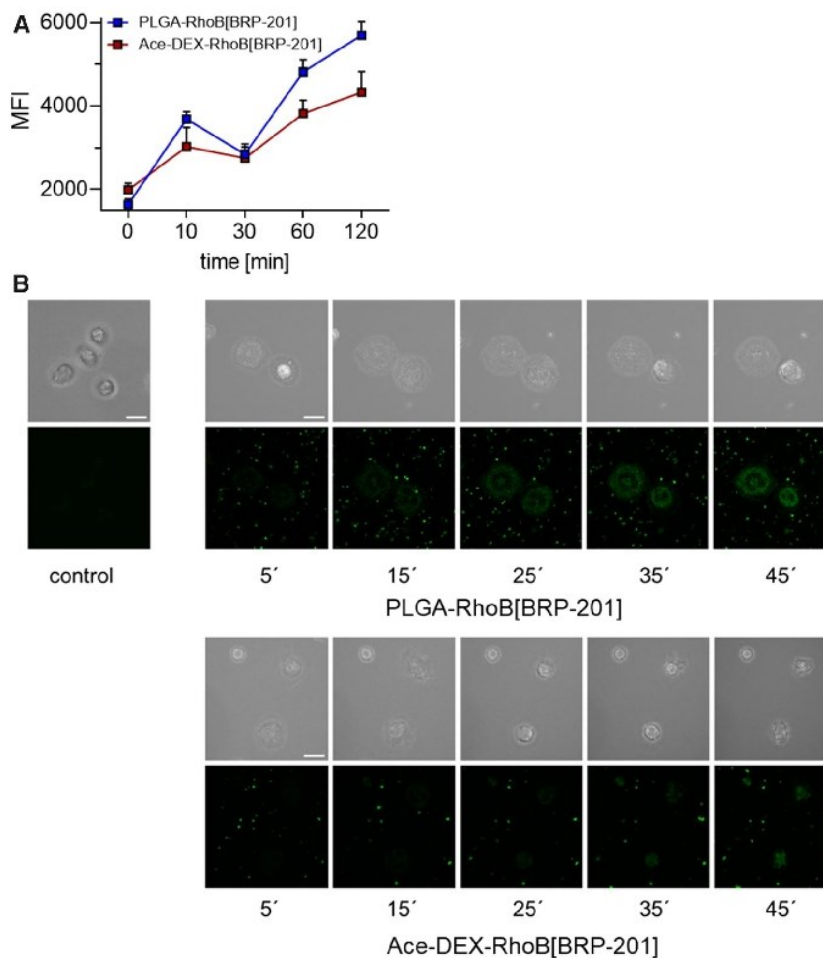 A
PLGA-RhoB[BRP-201]
Ace-DEX-RhoB[BRP-201]
6000
4000
2000
MFI
0 10 30 60 120
time [min]
B
control
5´ 15´ 25´ 35´ 45´
PLGA-RhoB[BRP-201]
5´ 15´ 25´ 35´ 45´
Ace-DEX-RhoB[BRP-201]